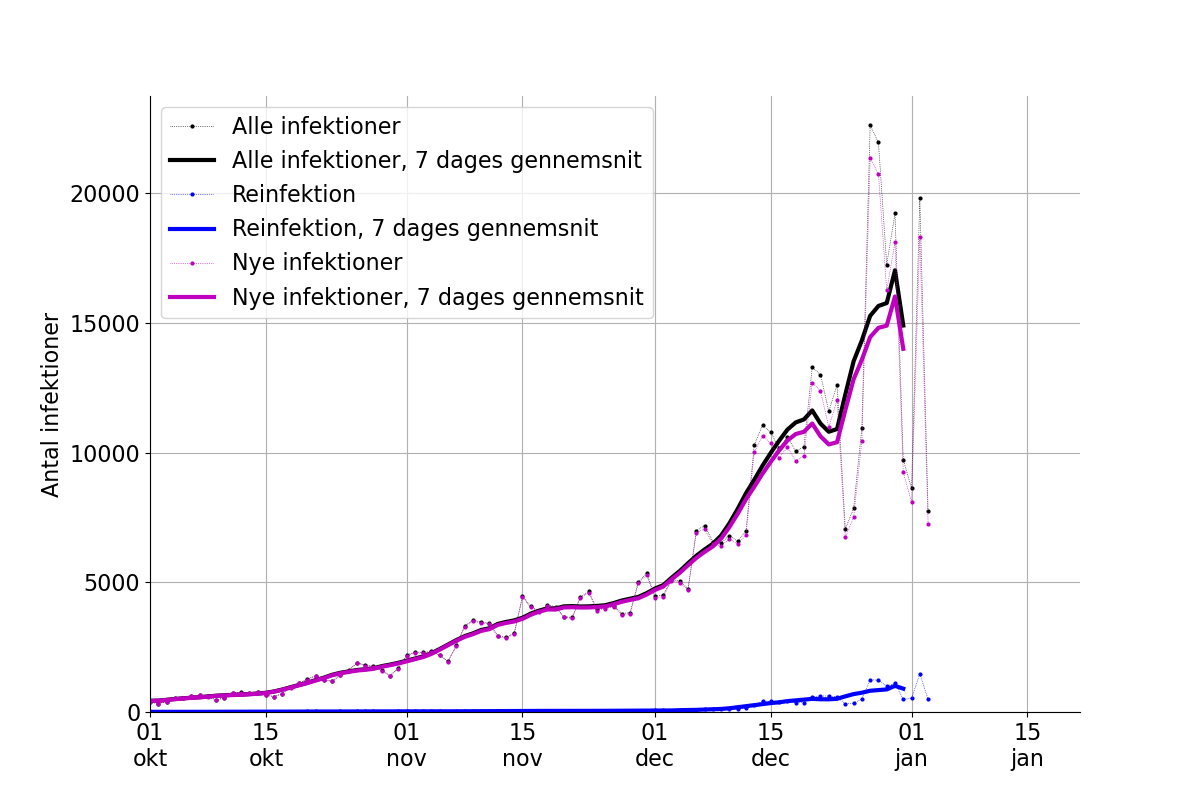 Alle infektioner
Alle infektioner, 7 dages gennemsnit
Reinfektion
Reinfektion, 7 dages gennemsnit
Nye infektioner
Nye infektioner, 7 dages gennemsnit
Antal infektioner
20000
15000
10000
5000
0
01 15 01 15 01 15 01 15
okt okt nov nov dec dec jan jan